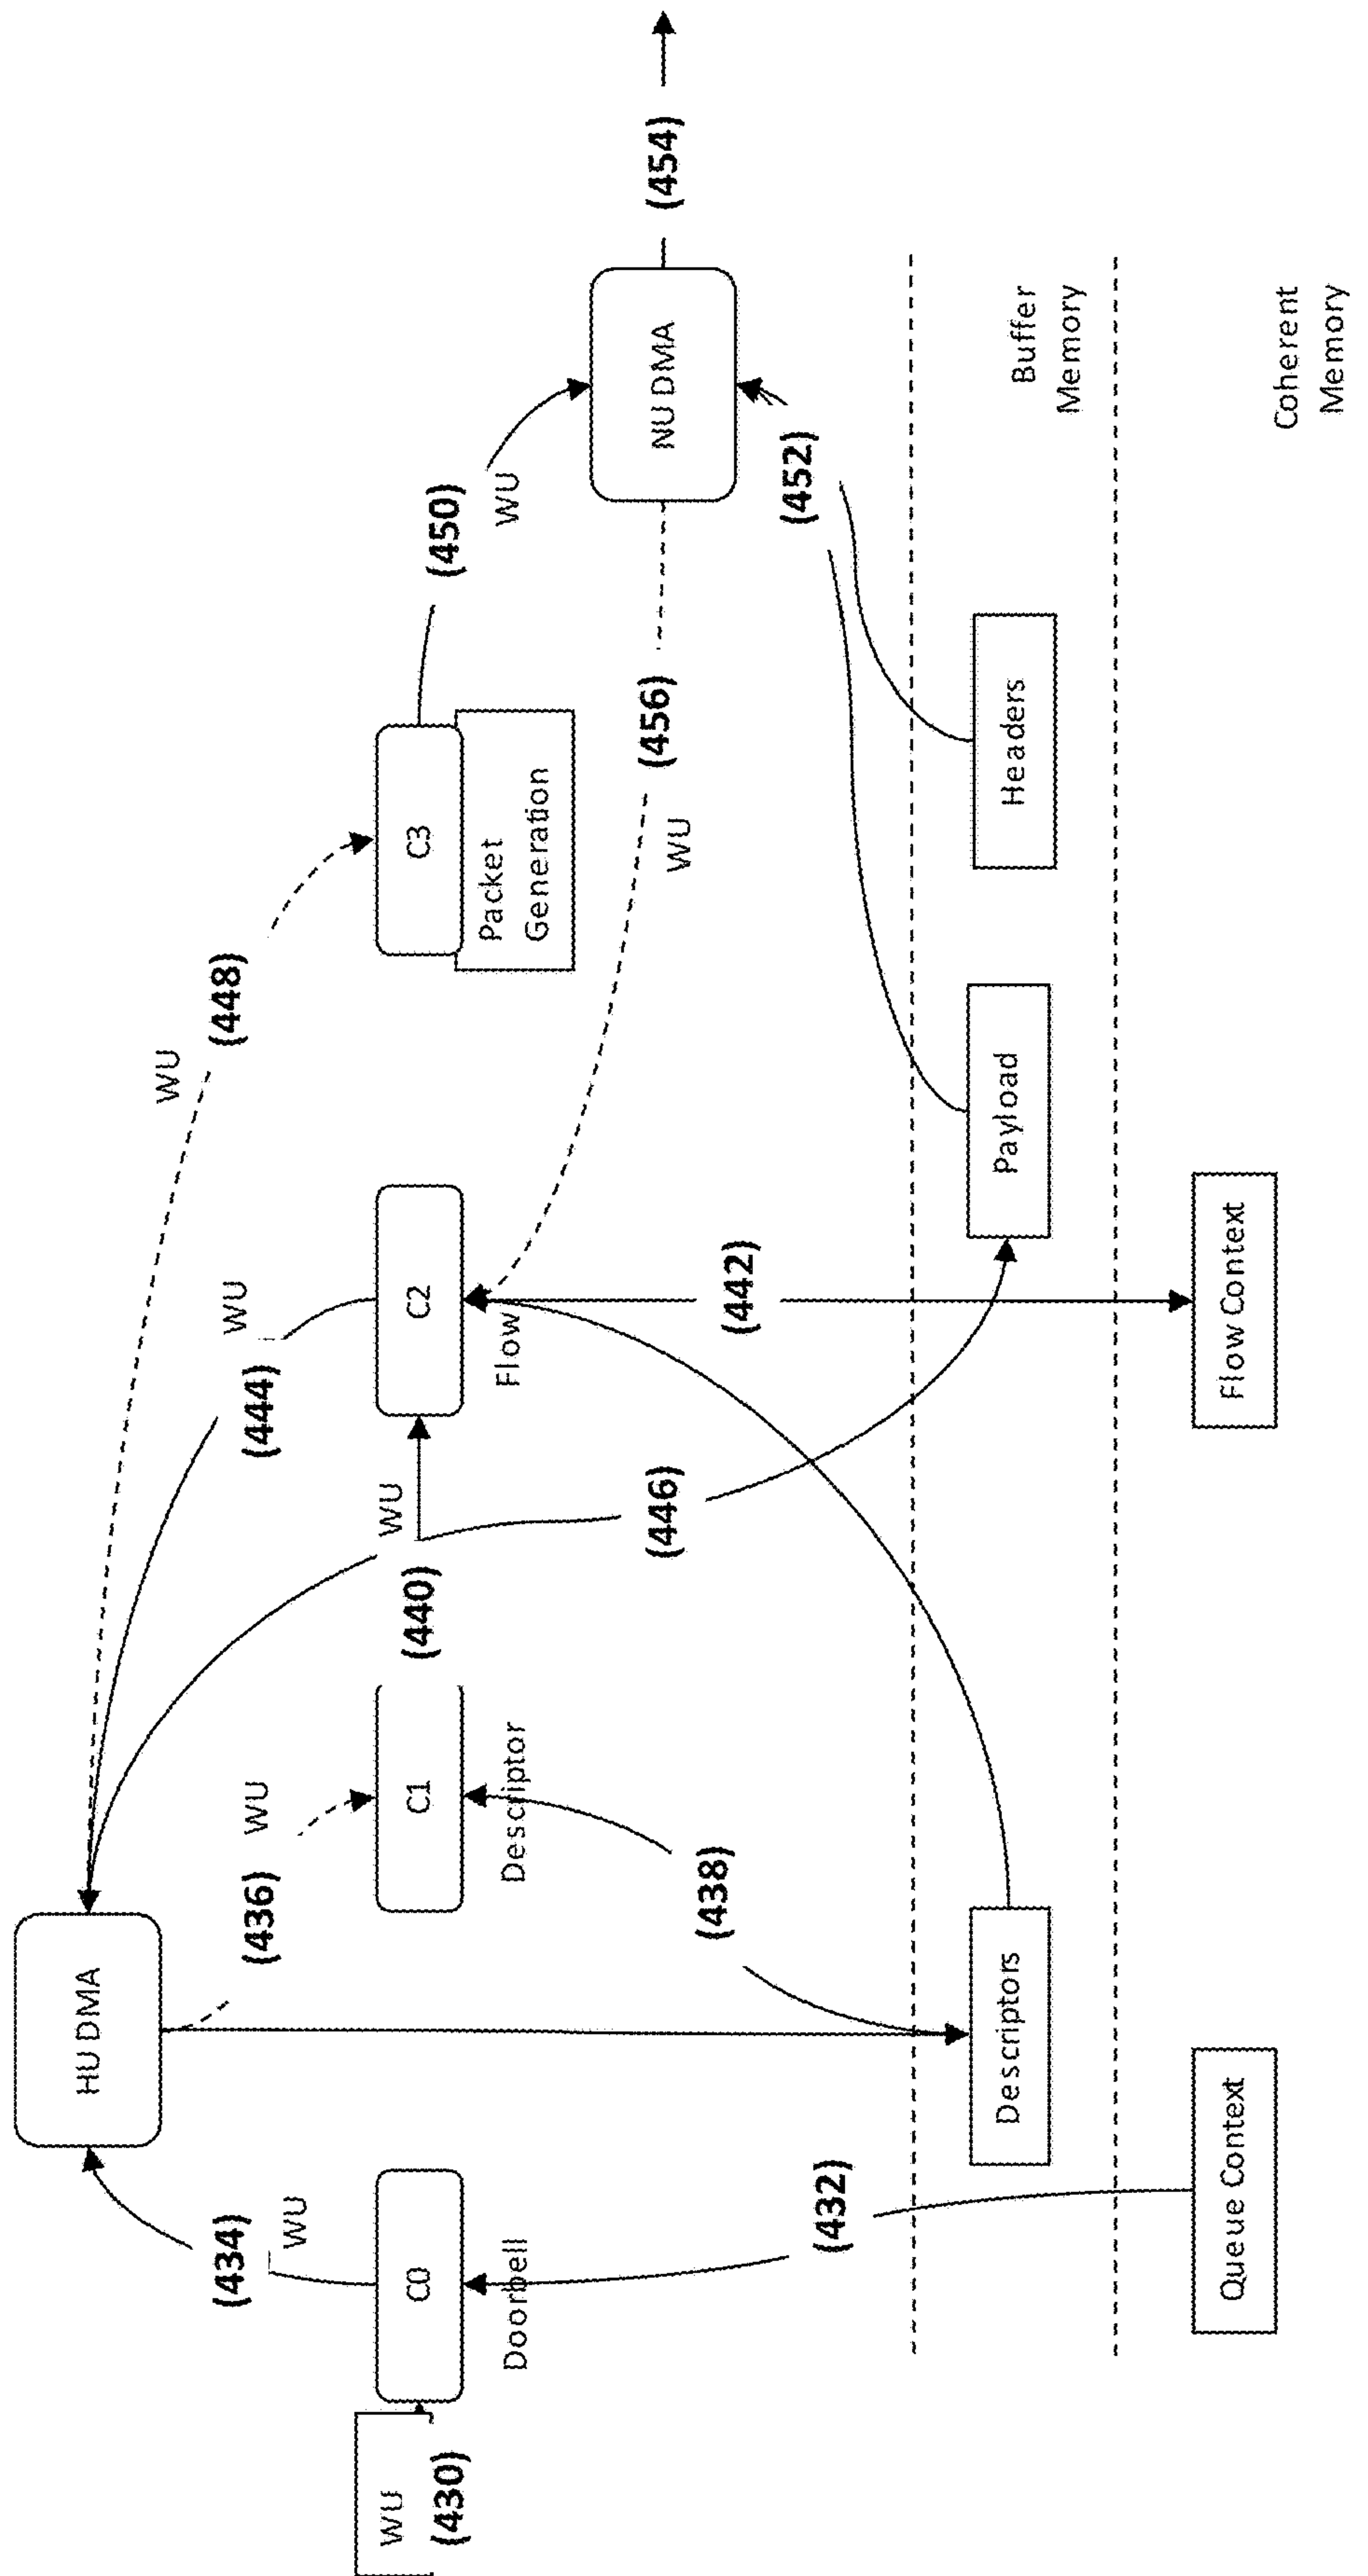 HU DMA
WU
(448)
WU
(444)
WU
(436)
(434)
WU
WU
(430)
C0
Doorbell
C1
Descriptor
WU
(440)
C2
Flow
C3
Packet
Generation
(450)
WU
NU DMA
(454)
(456)
WU
(446)
(442)
(438)
(432)
(452)
Descriptors
Payload
Headers
Buffer
Memory
Queue Context
Flow Context
Coherent
Memory